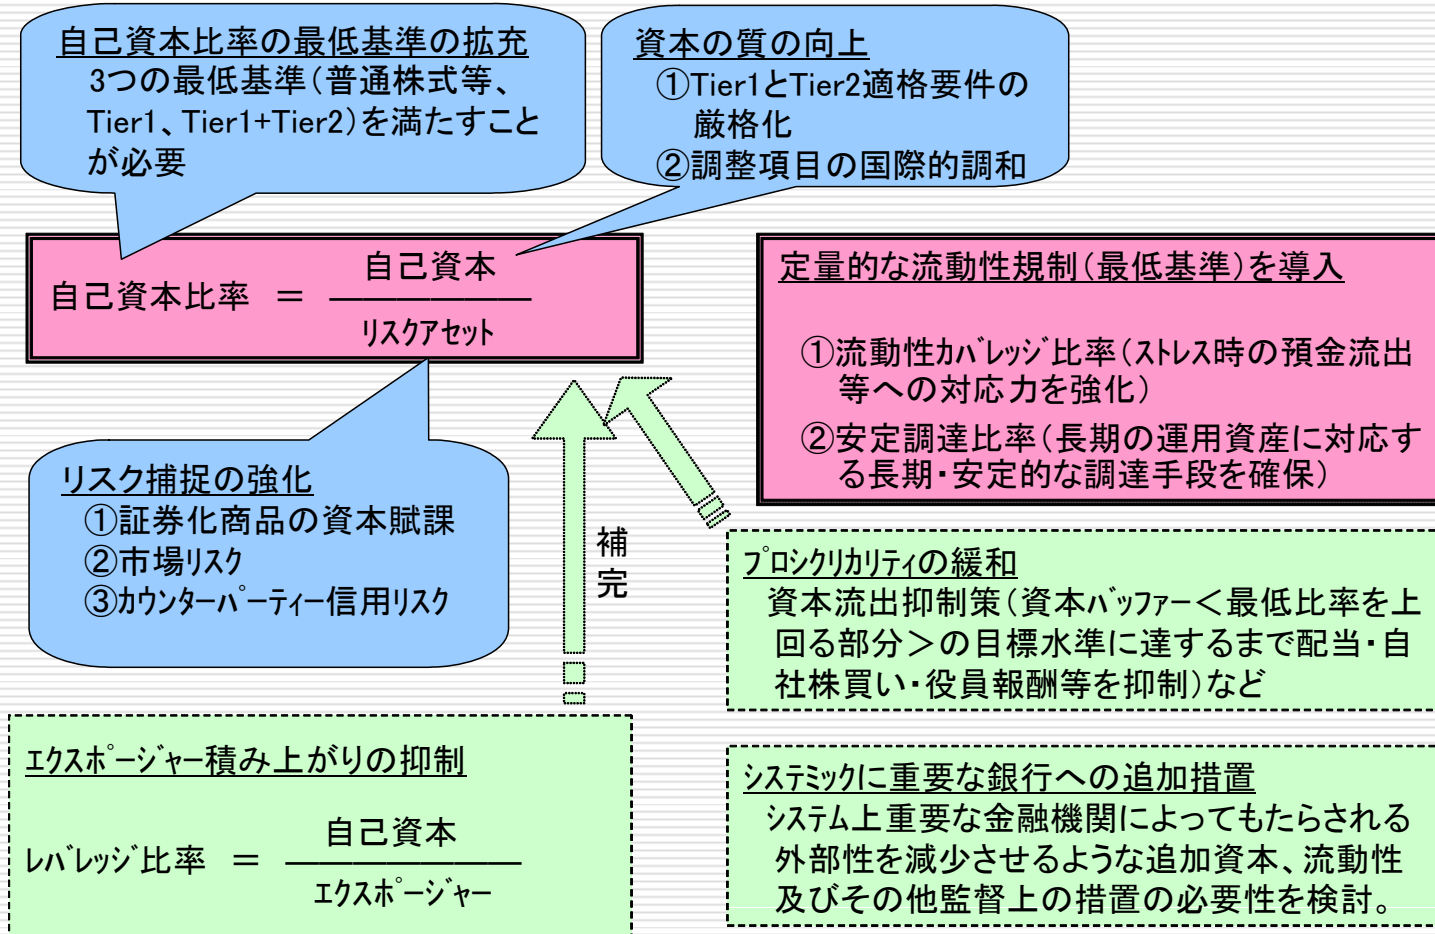 自己資本比率の最低基準の拡充
3つの最低基準(普通株式等、
Tier1、Tier1+Tier2)を満たすこと
が必要
資本の質の向上
①Tier1とTier2適格要件の
厳格化
②調整項目の国際的調和
自己資本
自己資本比率 = ――――――
リスクアセット
定量的な流動性規制(最低基準)を導入
①流動性カバレッジ比率(ストレス時の預金流出
等への対応力を強化)
②安定調達比率(長期の運用資産に対応す
る長期・安定的な調達手段を確保)
リスク捕捉の強化
①証券化商品の資本賦課
②市場リスク
③カウンターパーティー信用リスク
補
完
プロシクリカリティの緩和
資本流出抑制策(資本バッファー<最低比率を上
回る部分>の目標水準に達するまで配当・自
社株買い・役員報酬等を抑制)など
エクスポージャー積み上がりの抑制
自己資本
レバレッジ比率 = ―――――――
エクスポージャー
システミックに重要な銀行への追加措置
システム上重要な金融機関によってもたらされる
外部性を減少させるような追加資本、流動性
及びその他監督上の措置の必要性を検討。